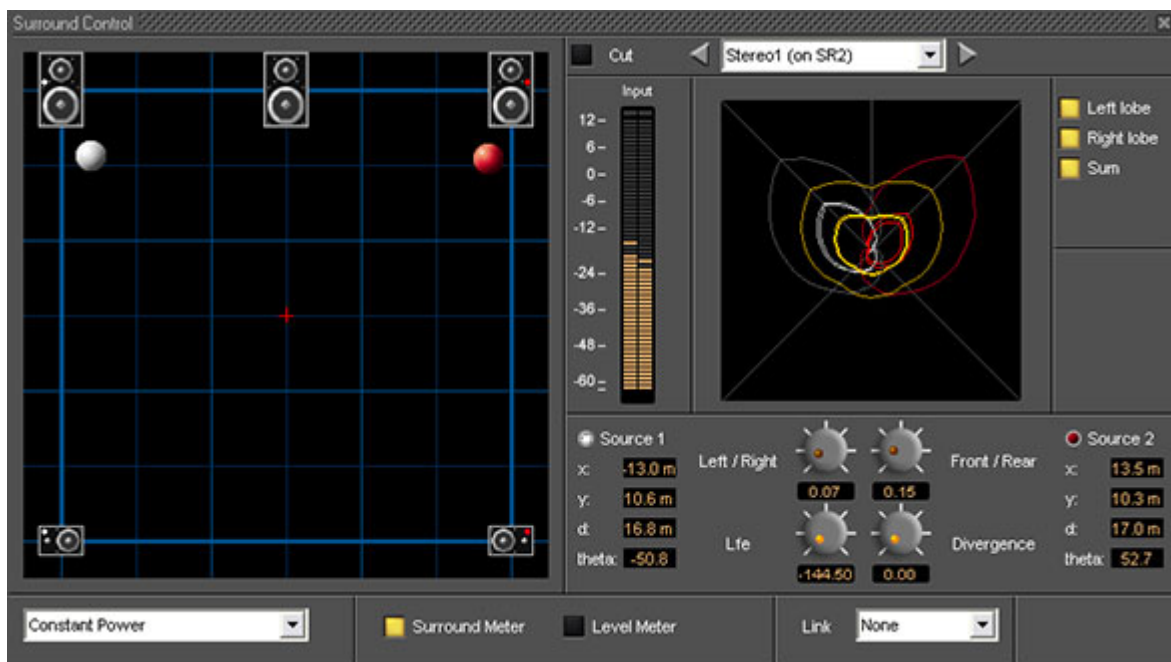 Surround Control
Cut
Stereo1 (on SR2)
Input
12
6
0
-6
-12
-24
-36
-48
-60
Left lobe
Right lobe
Sum
Source 1
x: -13.0 m
y: 10.6 m
d: 16.8 m
theta: -50.8
Left / Right
0.07
0.15
Front / Rear
Lfe
-144.50
0.00
Divergence
Source 2
x: 13.5 m
y: 10.3 m
d: 17.0 m
theta: 52.7
Constant Power
Surround Meter
Level Meter
Link
None